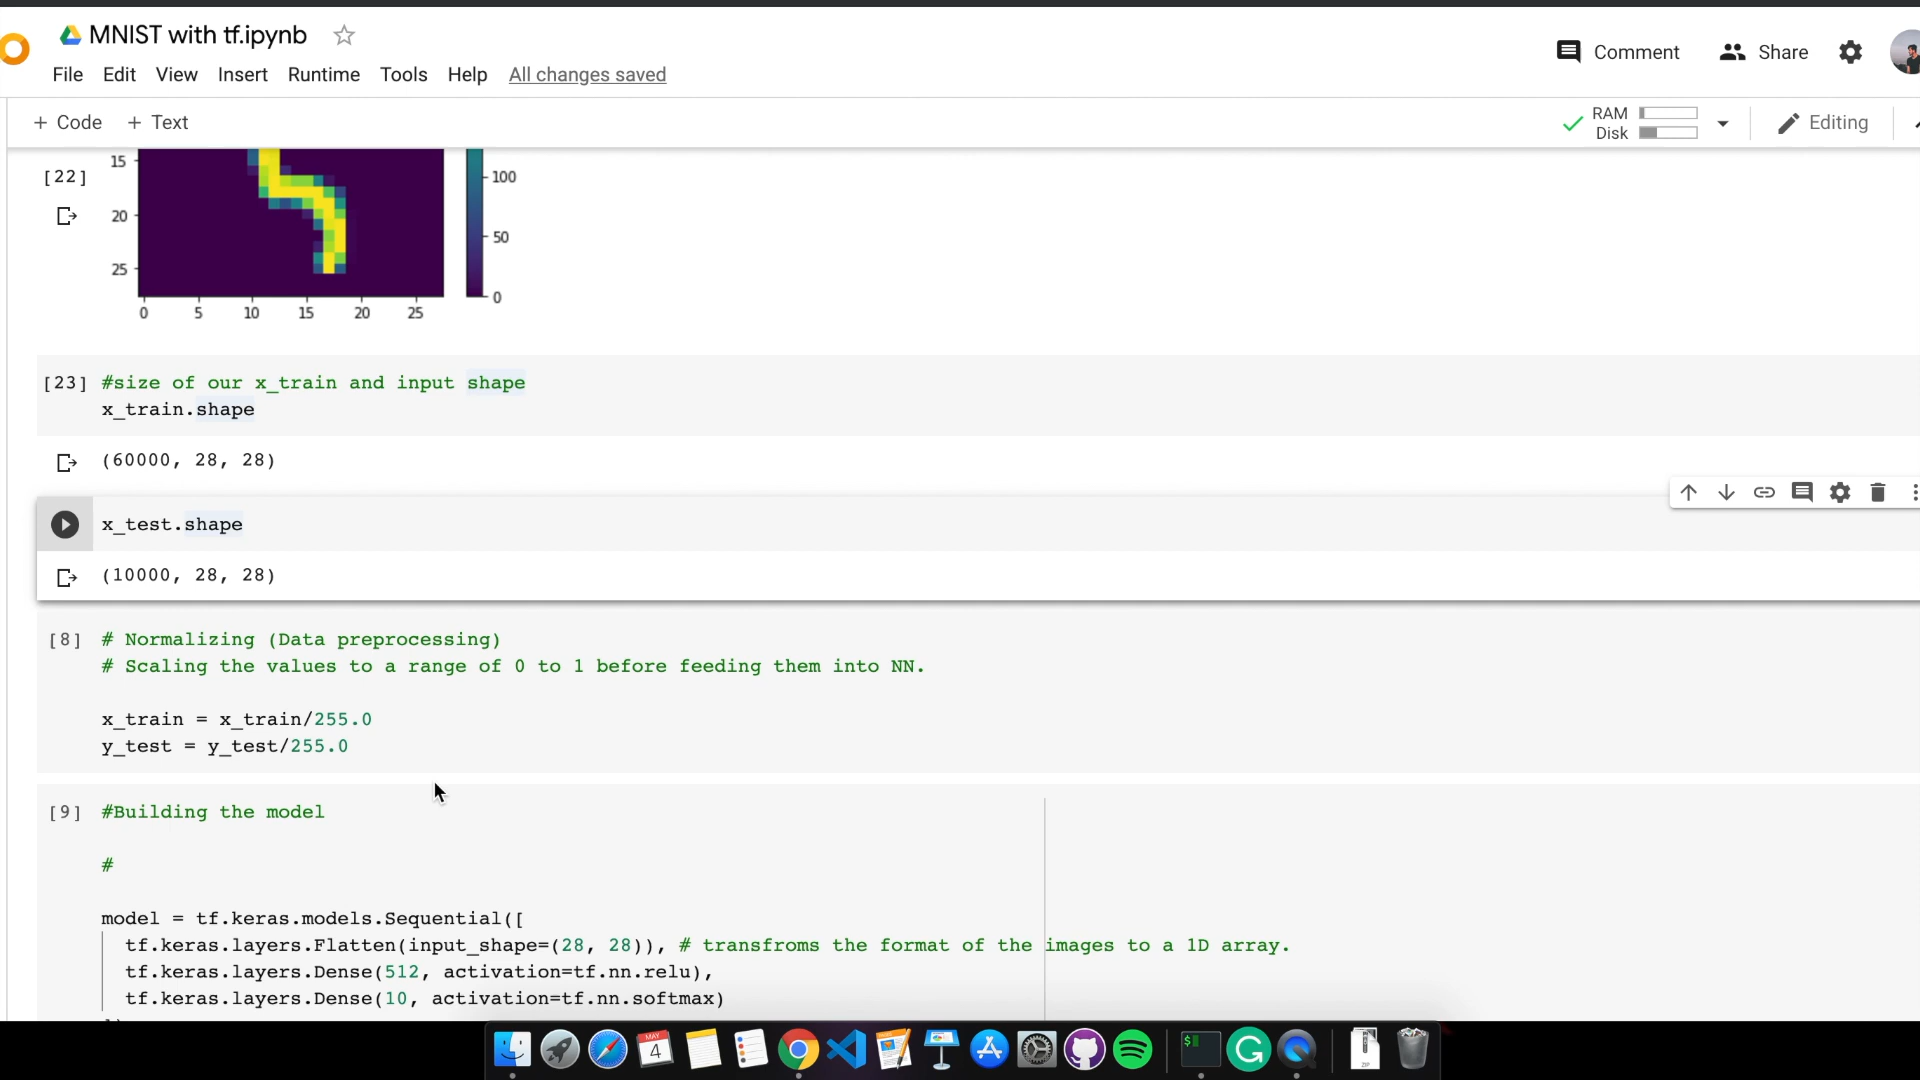 MNIST with tf.ipynb
File Edit View Insert Runtime Tools Help All changes saved
Comment Share
+ Code + Text
RAM
Disk
Editing
[22]
15
20
25
0 5 10 15 20 25
100
50
0
[23] #size of our x_train and input shape
x_train.shape
(60000, 28, 28)
x_test.shape
(10000, 28, 28)
[8] # Normalizing (Data preprocessing)
# Scaling the values to a range of 0 to 1 before feeding them into NN.
x_train = x_train/255.0
y_test = y_test/255.0
[9] #Building the model
#
model = tf.keras.models.Sequential([
tf.keras.layers.Flatten(input_shape=(28, 28)), # transfroms the format of the images to a 1D array.
tf.keras.layers.Dense(512, activation=tf.nn.relu),
tf.keras.layers.Dense(10, activation=tf.nn.softmax)
MAY
4
$
ZIP